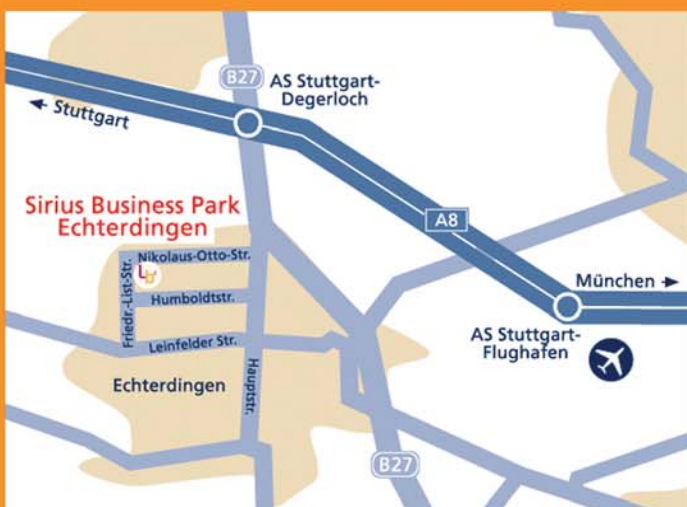 B27
AS Stuttgart-
Degerloch
Stuttgart
Sirius Business Park
Echterdingen
A8
Nikolaus-Otto-Str.
Friedr.-List-Str.
München
Humboldtstr.
AS Stuttgart-
Flughafen
Leinfelder Str.
Echterdingen
Hauptstr.
B27